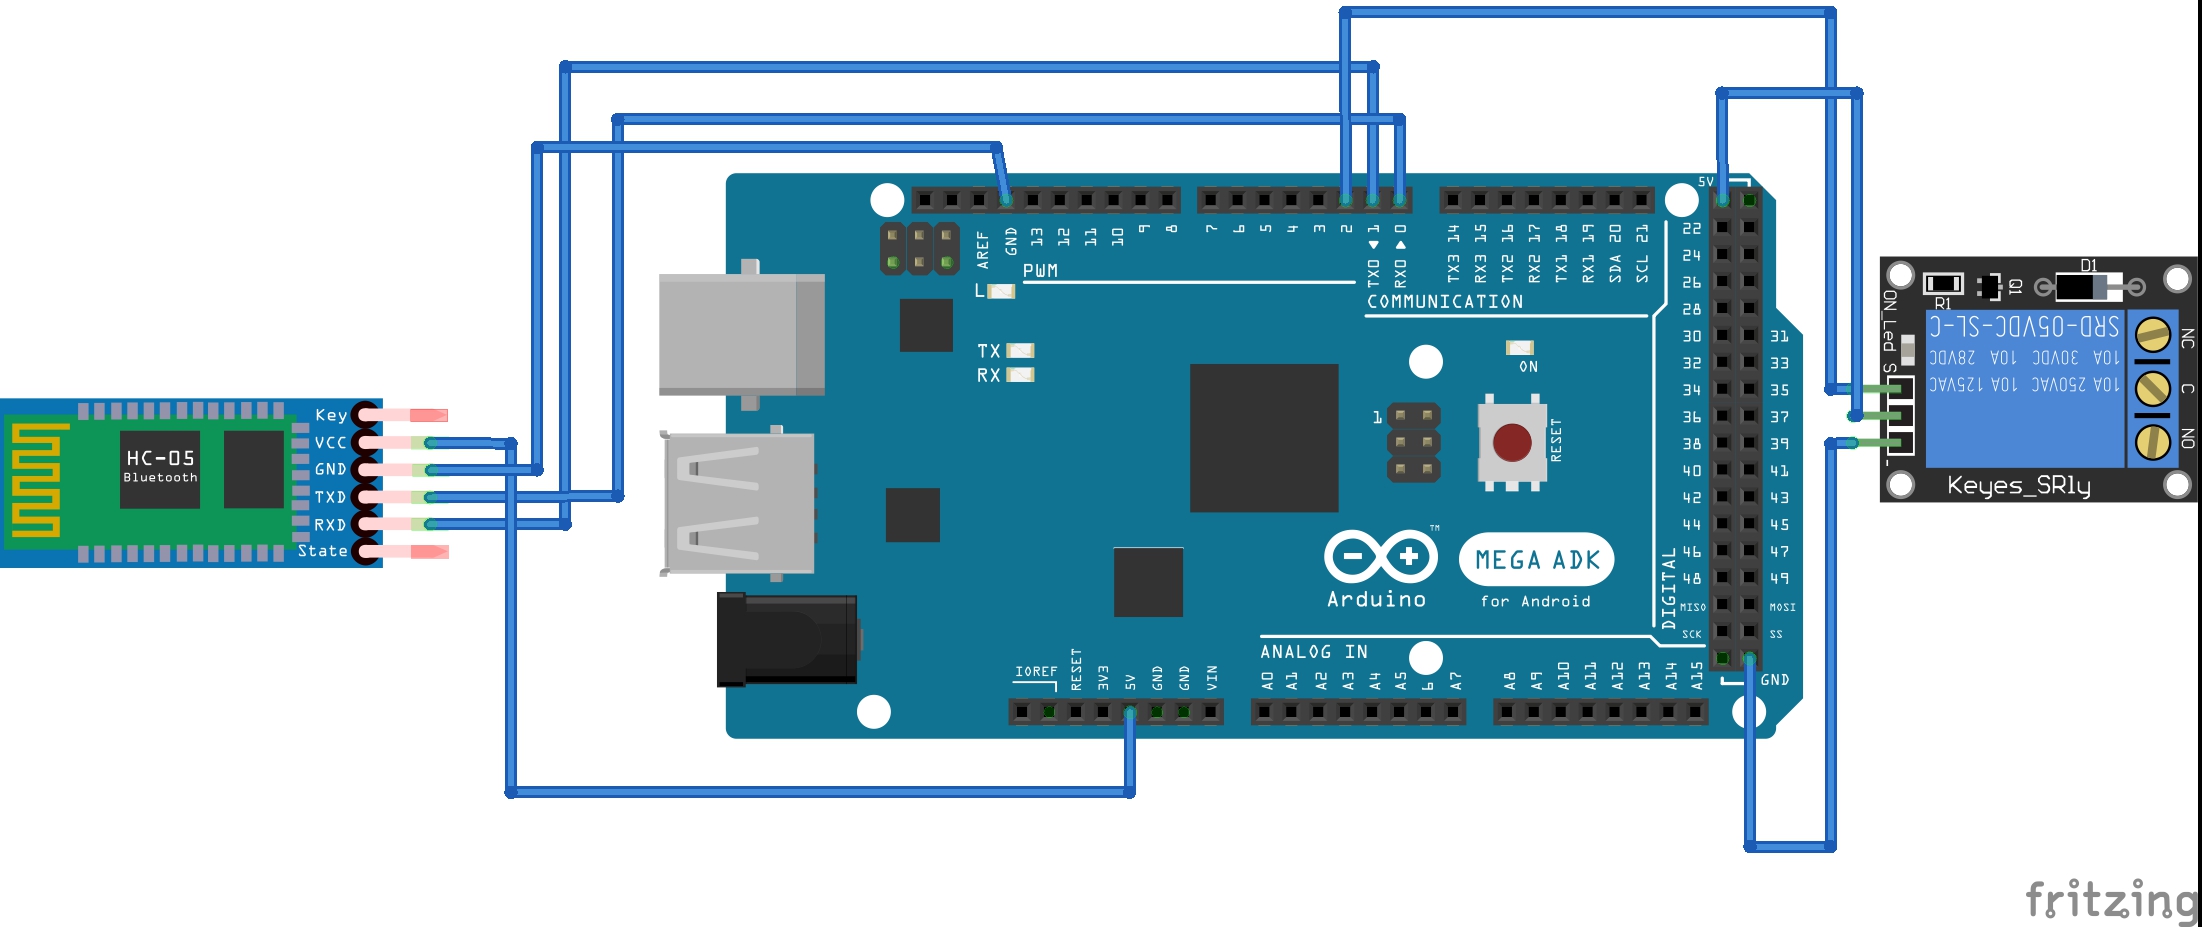 Key
VCC
GND
TXD
RXD
State
HC-05
Bluetooth
AREF
GND
13
12
11
10
9
8
7
6
5
4
3
2
TX0 1
RX0 0
TX3 14
RX3 15
TX2 16
RX2 17
TX1 18
RX1 19
SDA 20
SCL 21
PWM
COMMUNICATION
L
TX
RX
ON
1
RESET
Arduino
TM
MEGA ADK
for Android
5V
22
24
26
28
30 31
32 33
34 35
36 37
38 39
40 41
42 43
44 45
46 47
48 49
MISO MOSI
SCK SS
GND
DIGITAL
ANALOG IN
IOREF
RESET
3V3
5V
GND
GND
VIN
A0
A1
A2
A3
A4
A5
6
A7
A8
A9
A10
A11
A12
A13
A14
A15
ON_Led
S
-
R1
Q1
D1
SRD-05VDC-SL-C
10A 30VDC 10A 28VDC
10A 250VAC 10A 125VAC
NC
C
NO
Keyes_SRly
fritzing